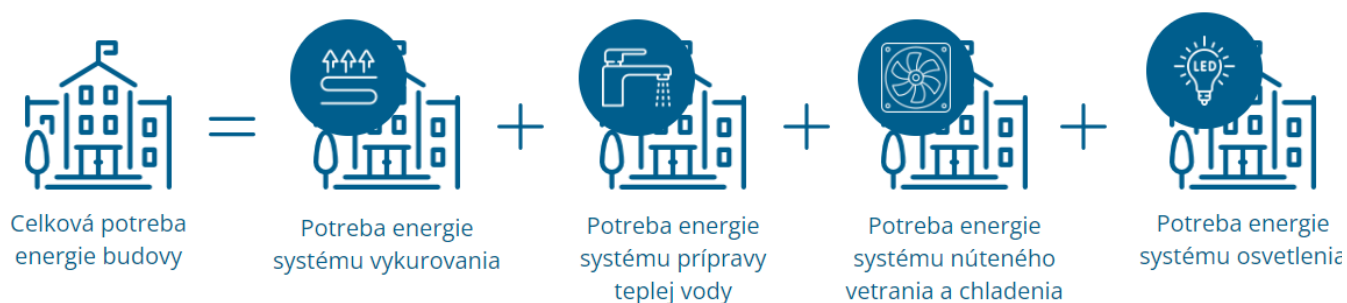 LED
Celková potreba
energie budovy
=
Potreba energie
systému vykurovania
+
Potreba energie
systému prípravy
teplej vody
+
Potreba energie
systému núteného
vetrania a chladenia
+
Potreba energie
systému osvetlenia